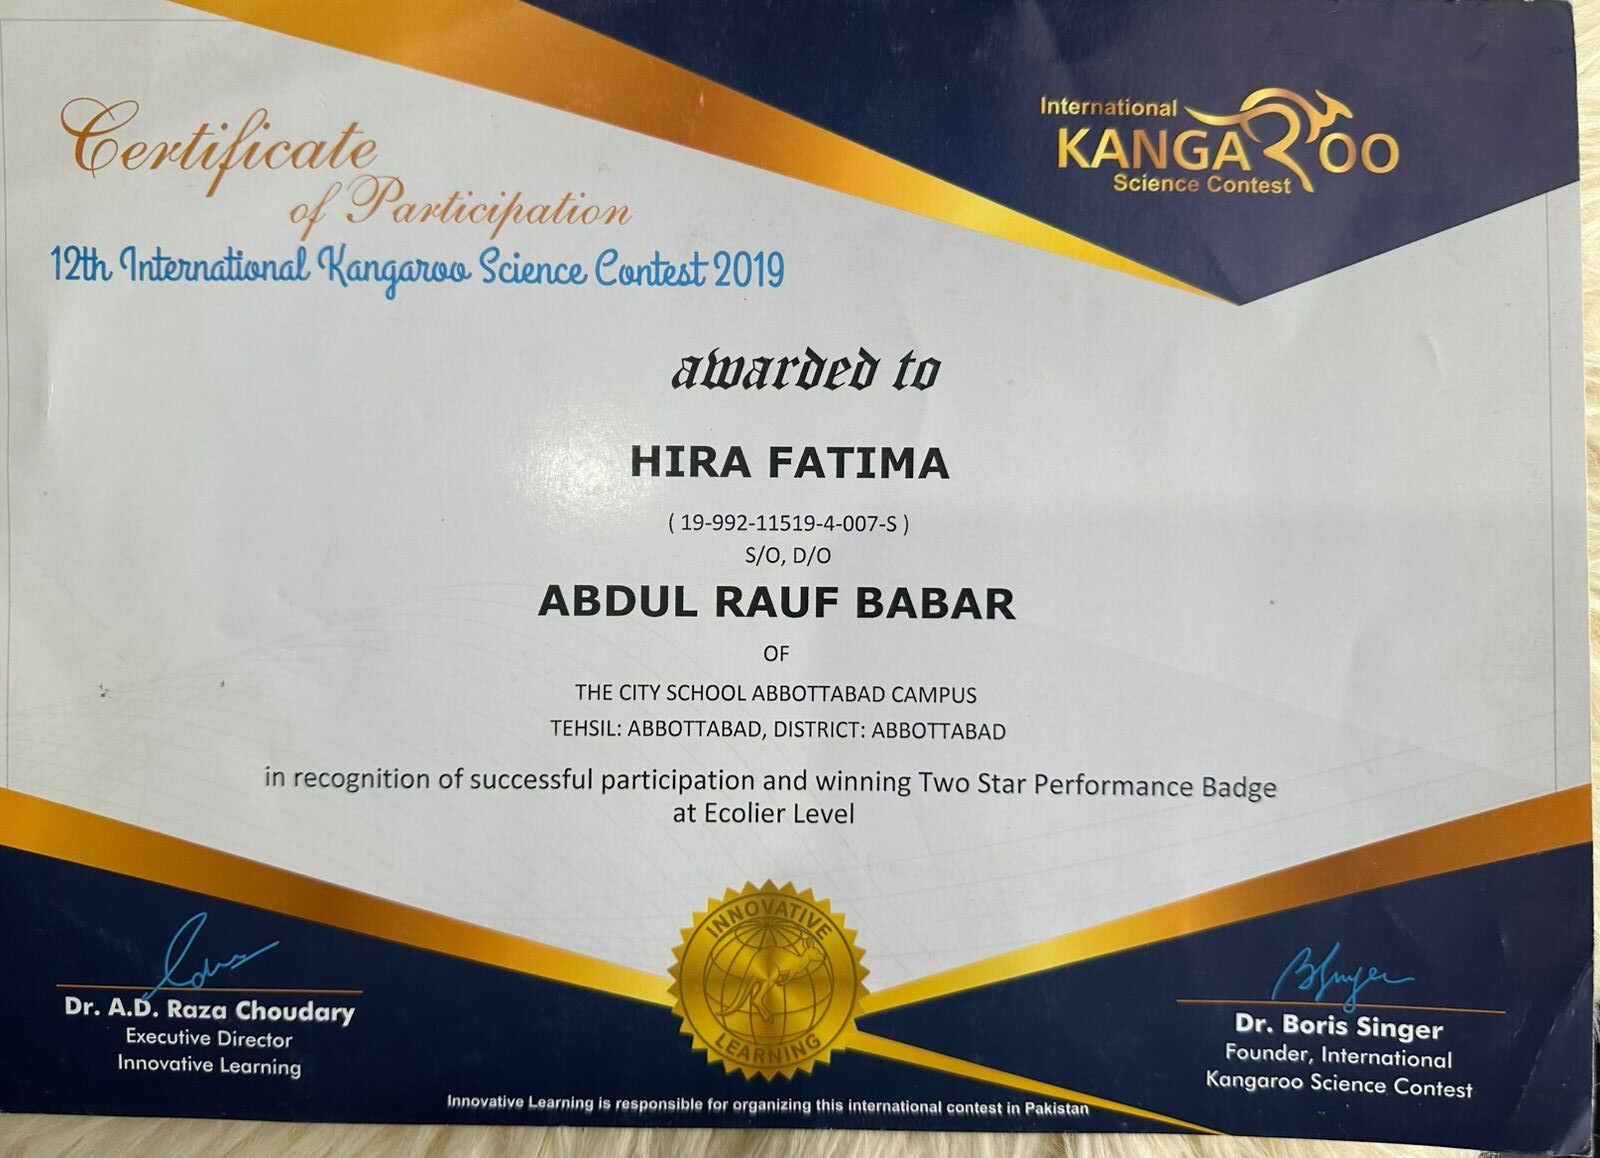 Certificate
of Participation
12th International Kangaroo Science Contest 2019
International
KANGAROO
Science Contest
awarded to
HIRA FATIMA
( 19-992-11519-4-007-S )
S/O, D/O
ABDUL RAUF BABAR
OF
THE CITY SCHOOL ABBOTTABAD CAMPUS
TEHSIL: ABBOTTABAD, DISTRICT: ABBOTTABAD
in recognition of successful participation and winning Two Star Performance Badge
at Ecolier Level
Dr. A.D. Raza Choudary
Executive Director
Innovative Learning
INNOVATIVE
LEARNING
BSinger
Dr. Boris Singer
Founder, International
Kangaroo Science Contest
Innovative Learning is responsible for organizing this international contest in Pakistan